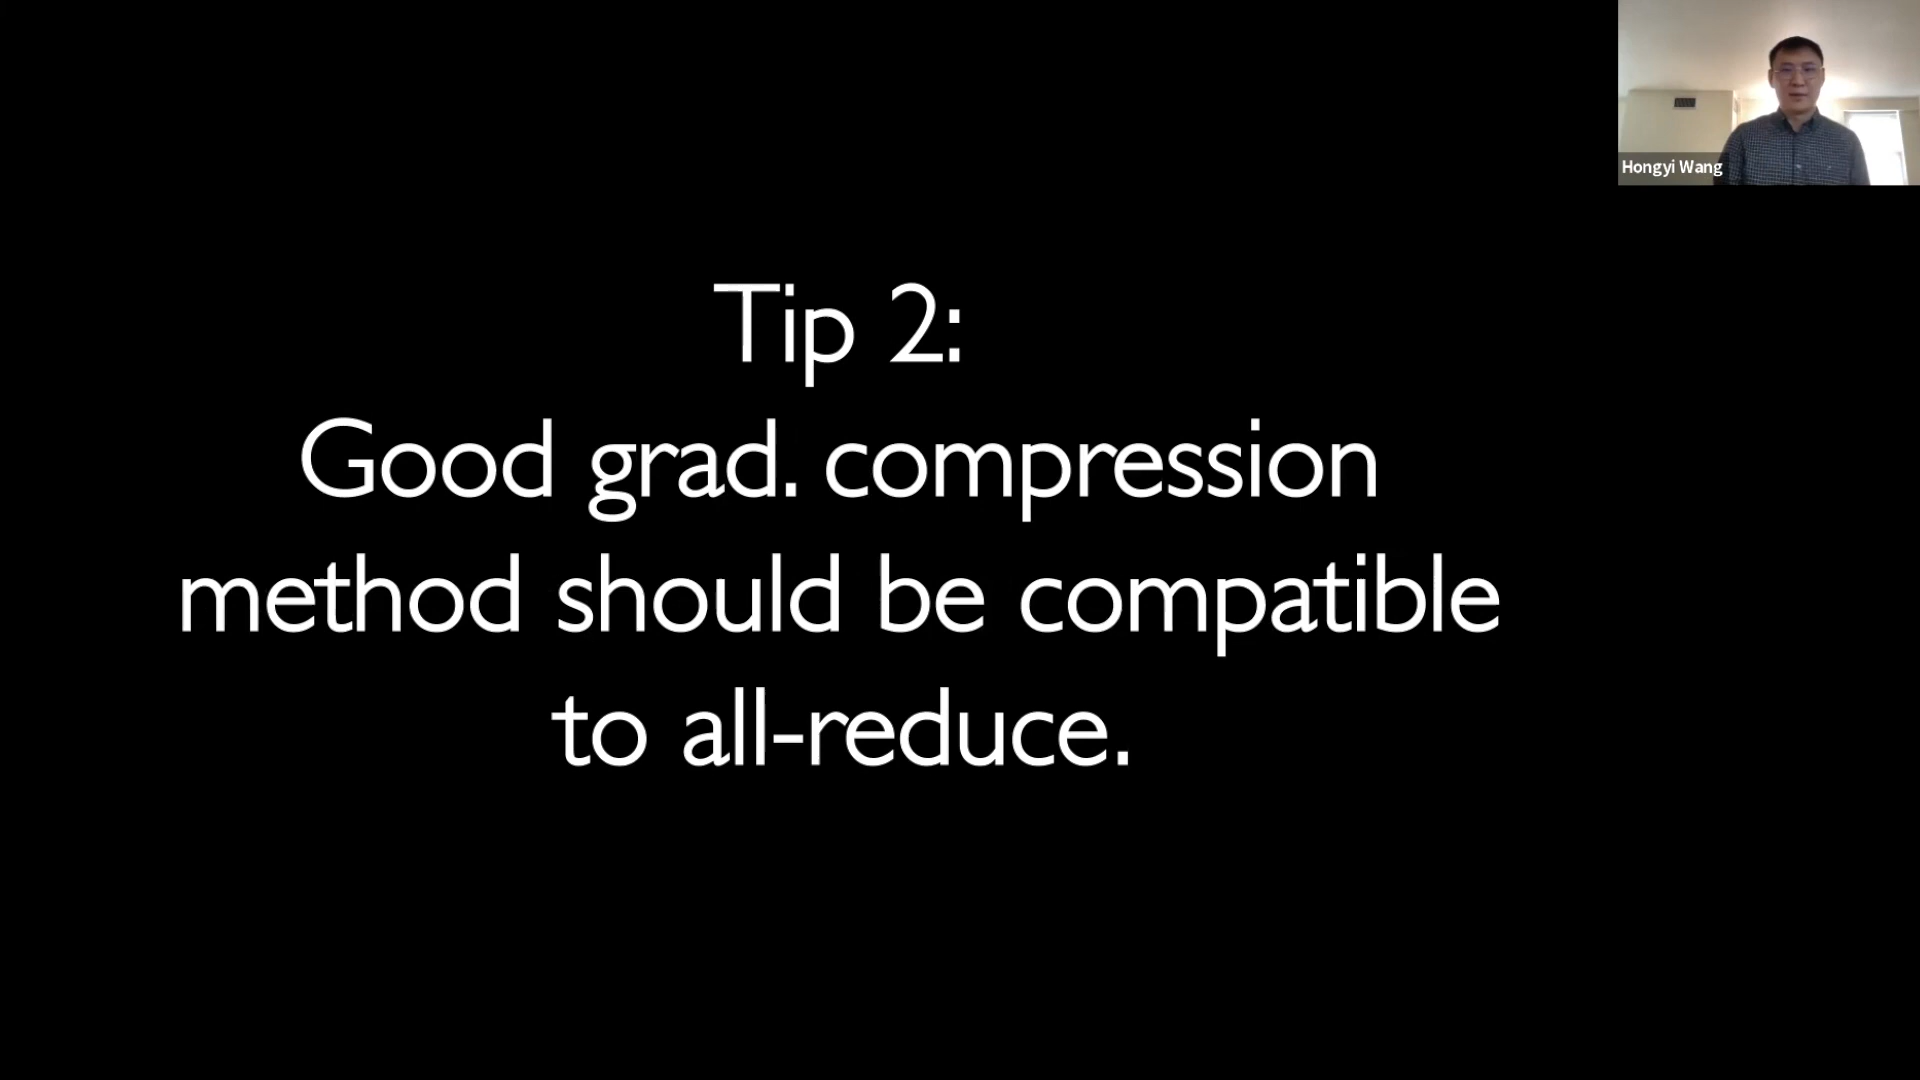 Hongyi Wang
Tip 2:
Good grad. compression
method should be compatible
to all-reduce.